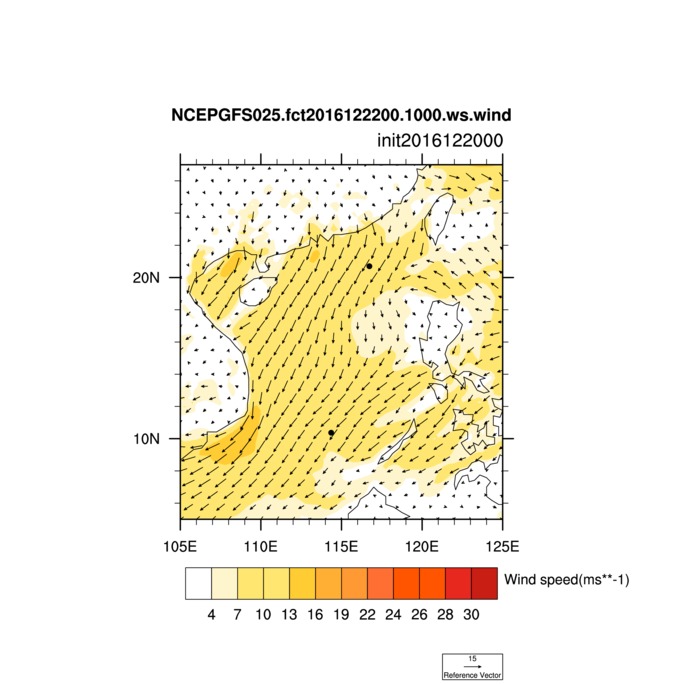 NCEPGFS025.fct2016122200.1000.ws.wind
init2016122000
20N
10N
105E 110E 115E 120E 125E
Wind speed(ms**-1)
4 7 10 13 16 19 22 24 26 28 30
15
Reference Vector